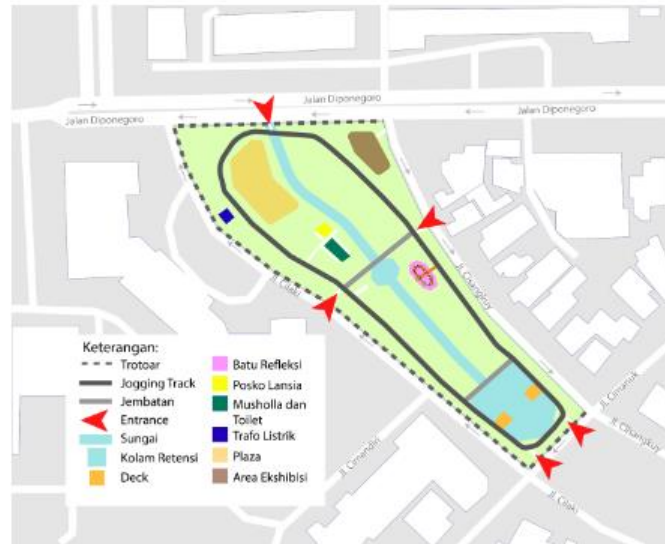 Jalan Diponegoro
Jalan Diponegoro
Jalan Diponegoro
Jl. Cisangkuy
Jl. Cilaki
Keterangan:
Trotoar
Jogging Track
Jembatan
Entrance
Sungai
Kolam Retensi
Deck
Batu Refleksi
Posko Lansia
Musholla dan
Toilet
Trafo Listrik
Plaza
Area Ekshibisi
Jl. Cimanuk
Jl. Cisangkuy
Jl. Cimandiri
Jl. Cilaki